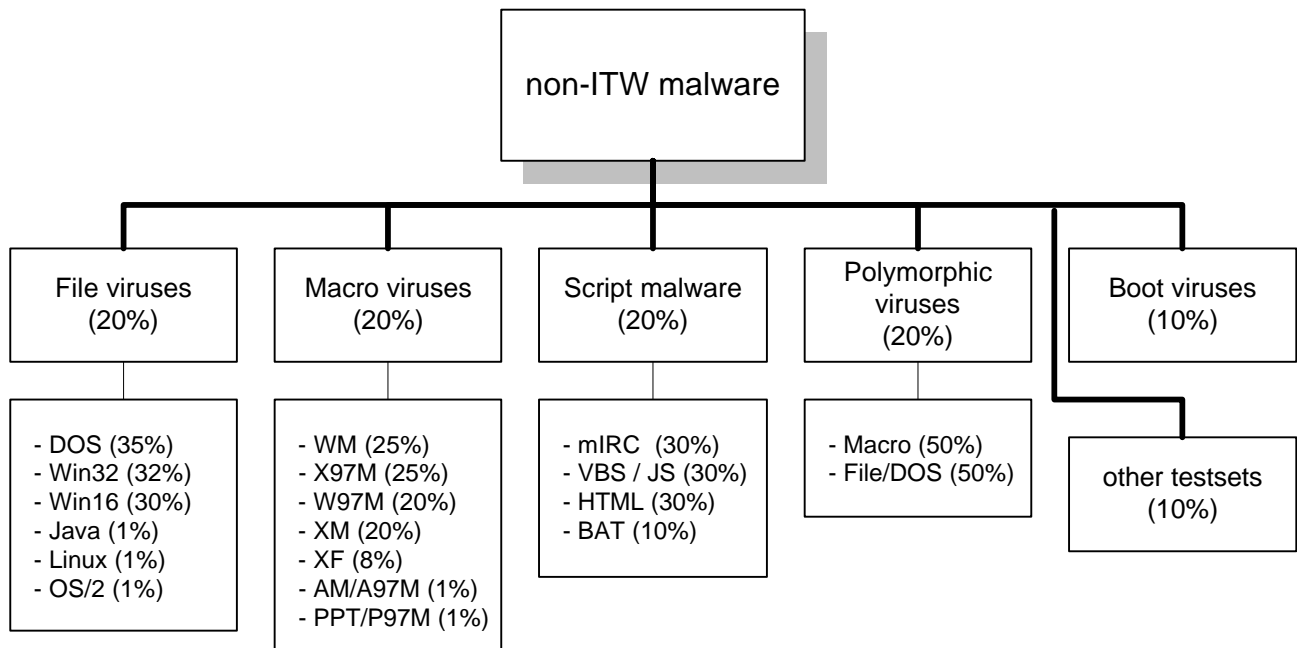 non-ITW malware
File viruses
(20%)
Macro viruses
(20%)
Script malware
(20%)
Polymorphic
viruses
(20%)
Boot viruses
(10%)
- DOS (35%)
- Win32 (32%)
- Win16 (30%)
- Java (1%)
- Linux (1%)
- OS/2 (1%)
- WM (25%)
- X97M (25%)
- W97M (20%)
- XM (20%)
- XF (8%)
- AM/A97M (1%)
- PPT/P97M (1%)
- mIRC (30%)
- VBS / JS (30%)
- HTML (30%)
- BAT (10%)
- Macro (50%)
- File/DOS (50%)
other testsets
(10%)